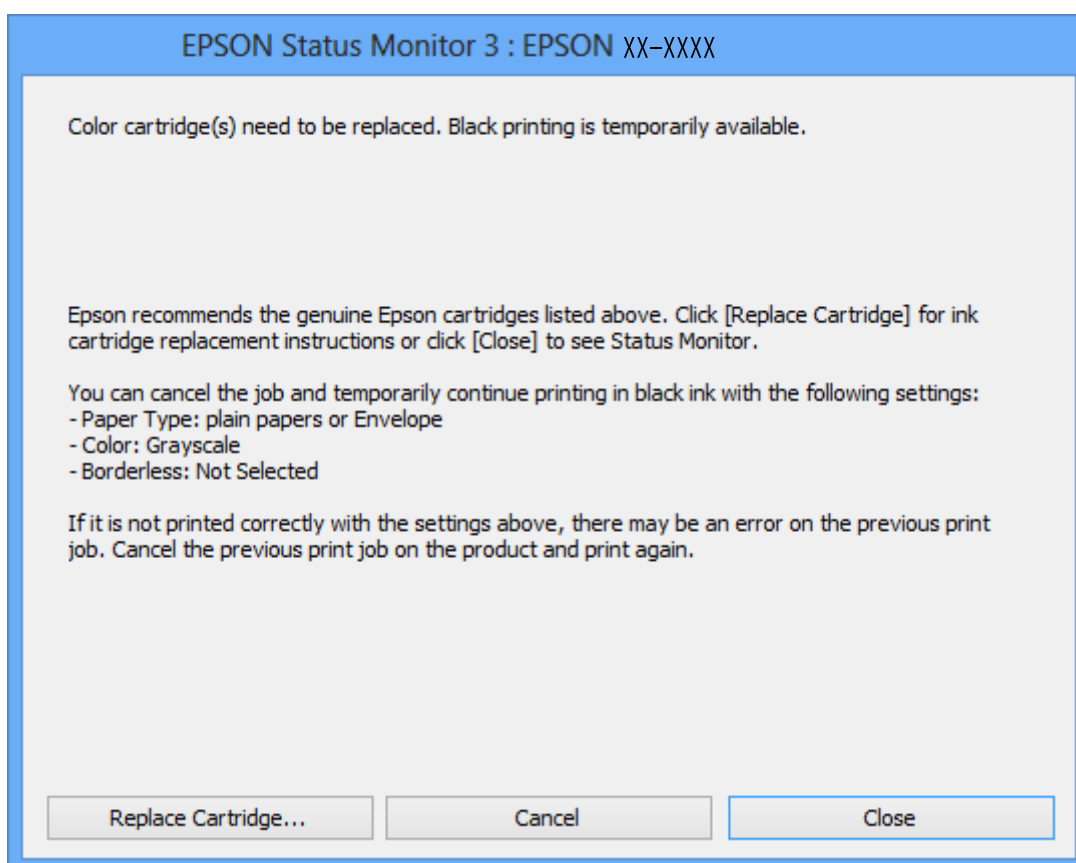 EPSON Status Monitor 3 : EPSON XX-XXXX
Color cartridge(s) need to be replaced. Black printing is temporarily available.
Epson recommends the genuine Epson cartridges listed above. Click [Replace Cartridge] for ink
cartridge replacement instructions or click [Close] to see Status Monitor.
You can cancel the job and temporarily continue printing in black ink with the following settings:
- Paper Type: plain papers or Envelope
- Color: Grayscale
- Borderless: Not Selected
If it is not printed correctly with the settings above, there may be an error on the previous print
job. Cancel the previous print job on the product and print again.
Replace Cartridge...
Cancel
Close